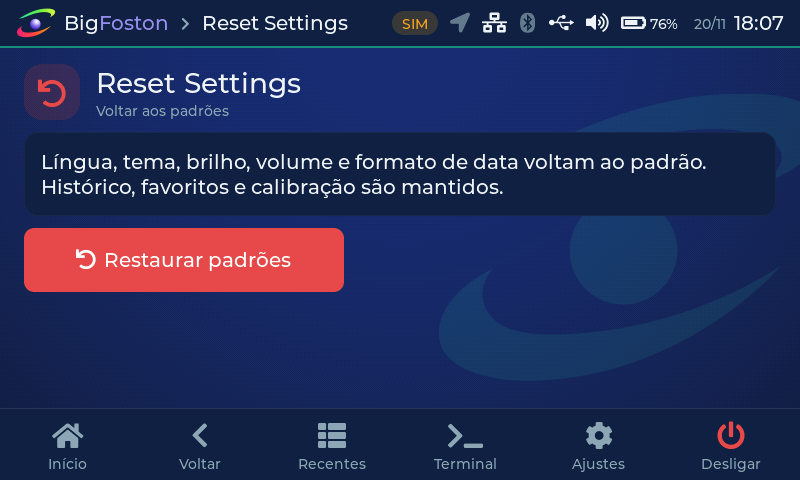 BigFoston > Reset Settings
SIM
76%
20/11 18:07
Reset Settings
Voltar aos padrões
Língua, tema, brilho, volume e formato de data voltam ao padrão.
Histórico, favoritos e calibração são mantidos.
Restaurar padrões
Início
Voltar
Recentes
Terminal
Ajustes
Desligar